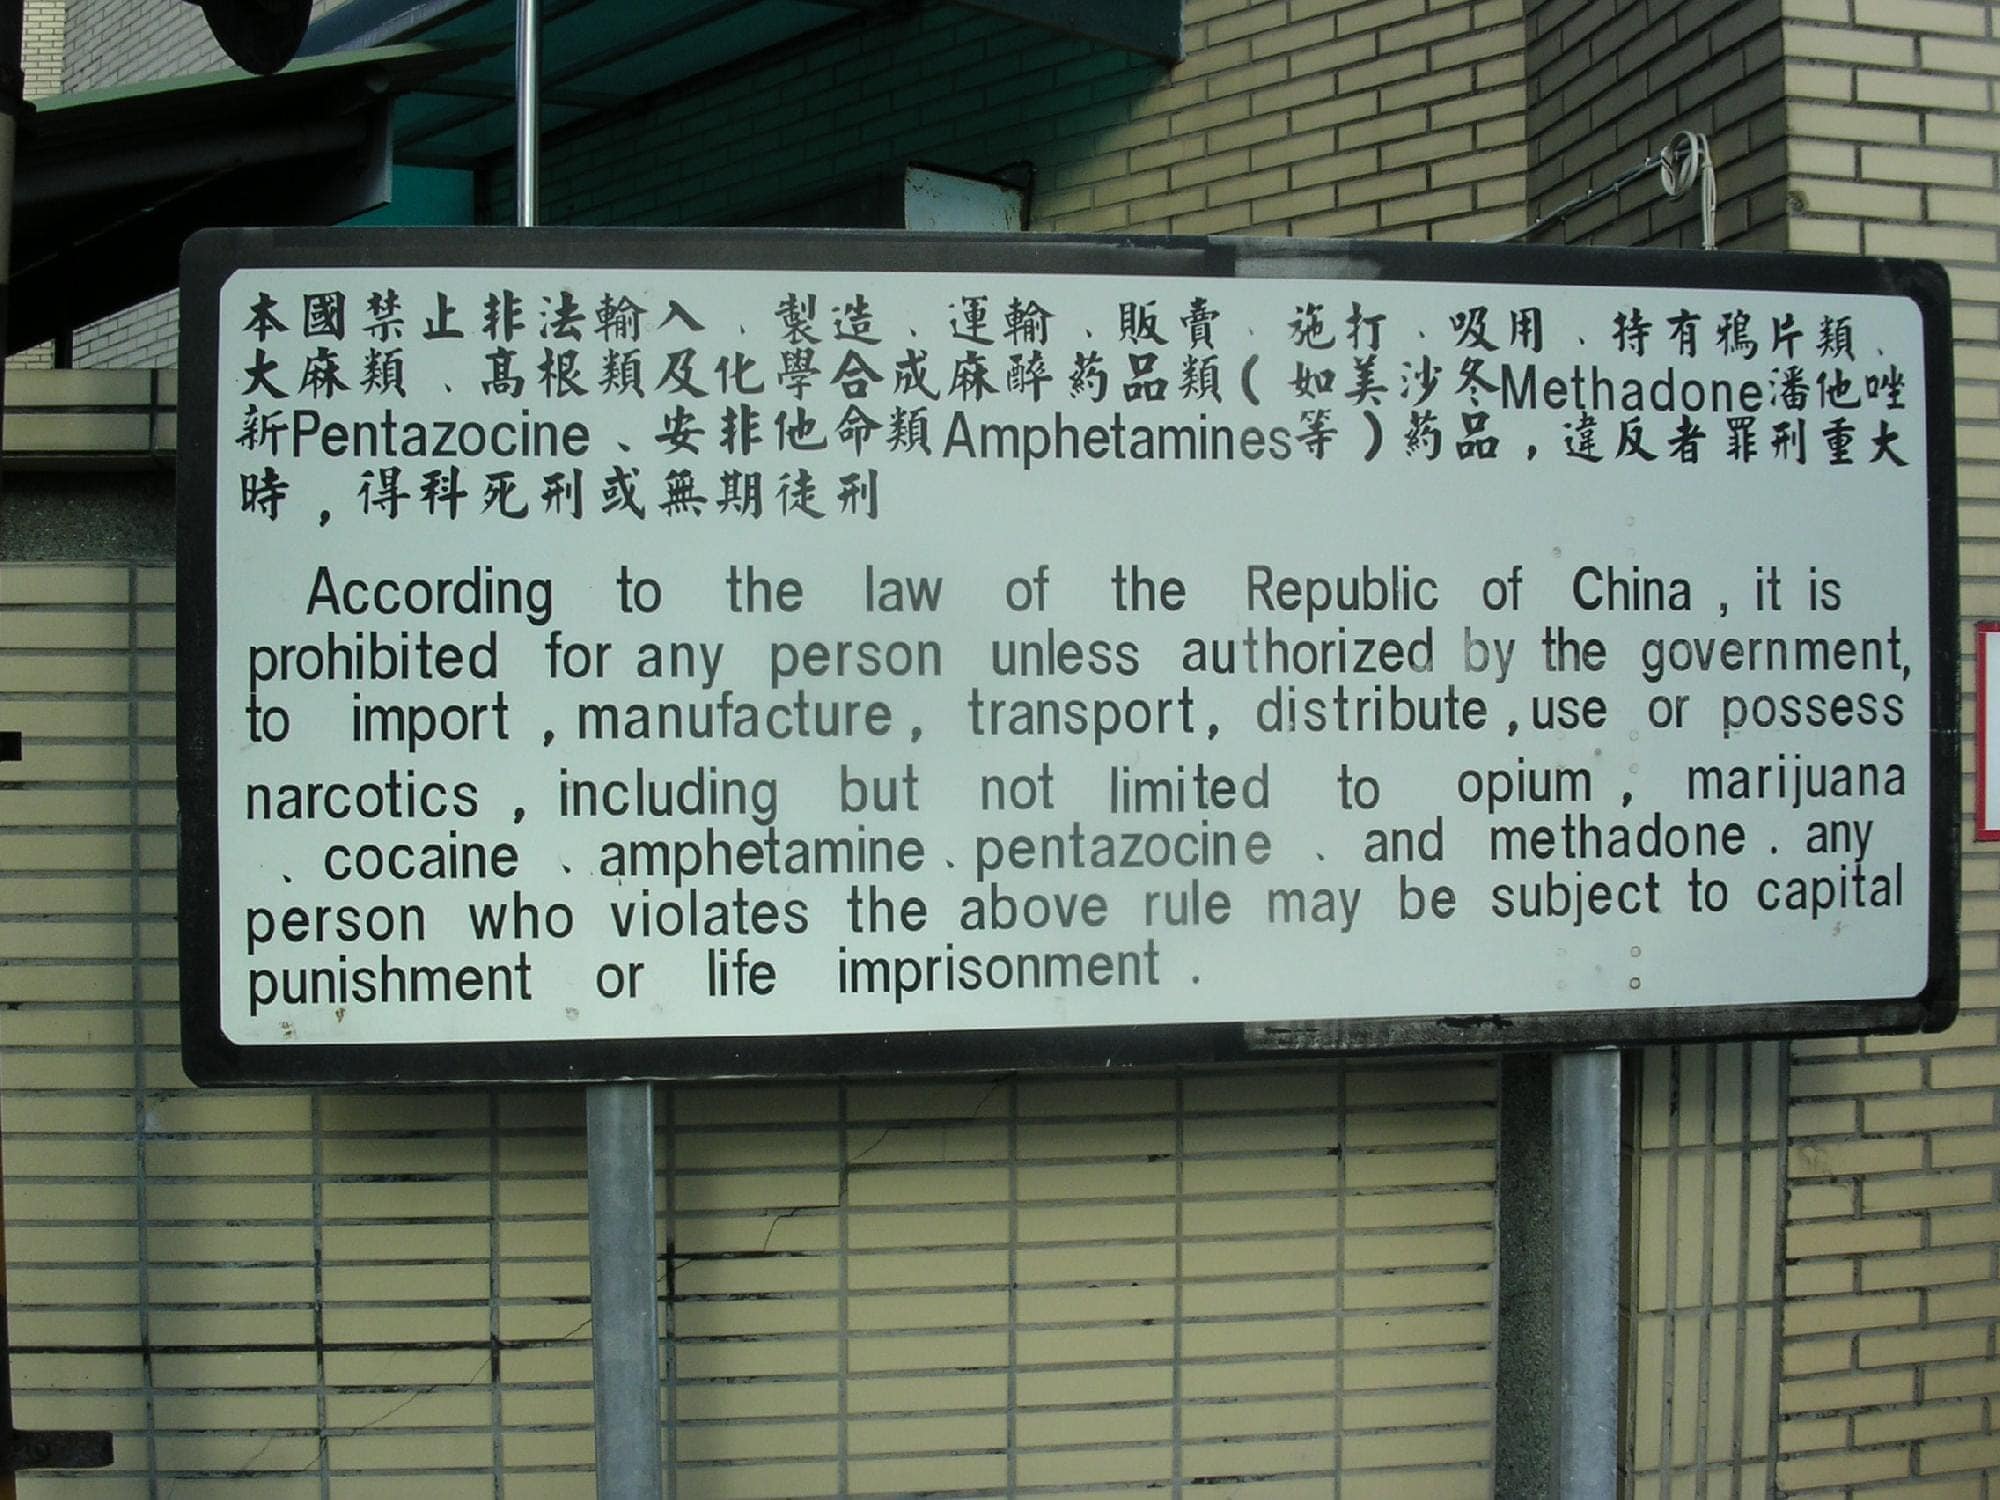 本國禁止非法輸入、製造、運輸、販賣、施打、吸用、持有鴉片類、
大麻類、高根類及化學合成麻醉药品類(如美沙冬Methadone潘他唑
新Pentazocine、安非他命類Amphetamines等)药品,違反者罪刑重大
時,得科死刑或無期徒刑
According to the law of the Republic of China, it is
prohibited for any person unless authorized by the government,
to import, manufacture, transport, distribute, use or possess
narcotics, including but not limited to opium, marijuana
、cocaine、amphetamine、pentazocine、and methadone. any
person who violates the above rule may be subject to capital
punishment or life imprisonment.